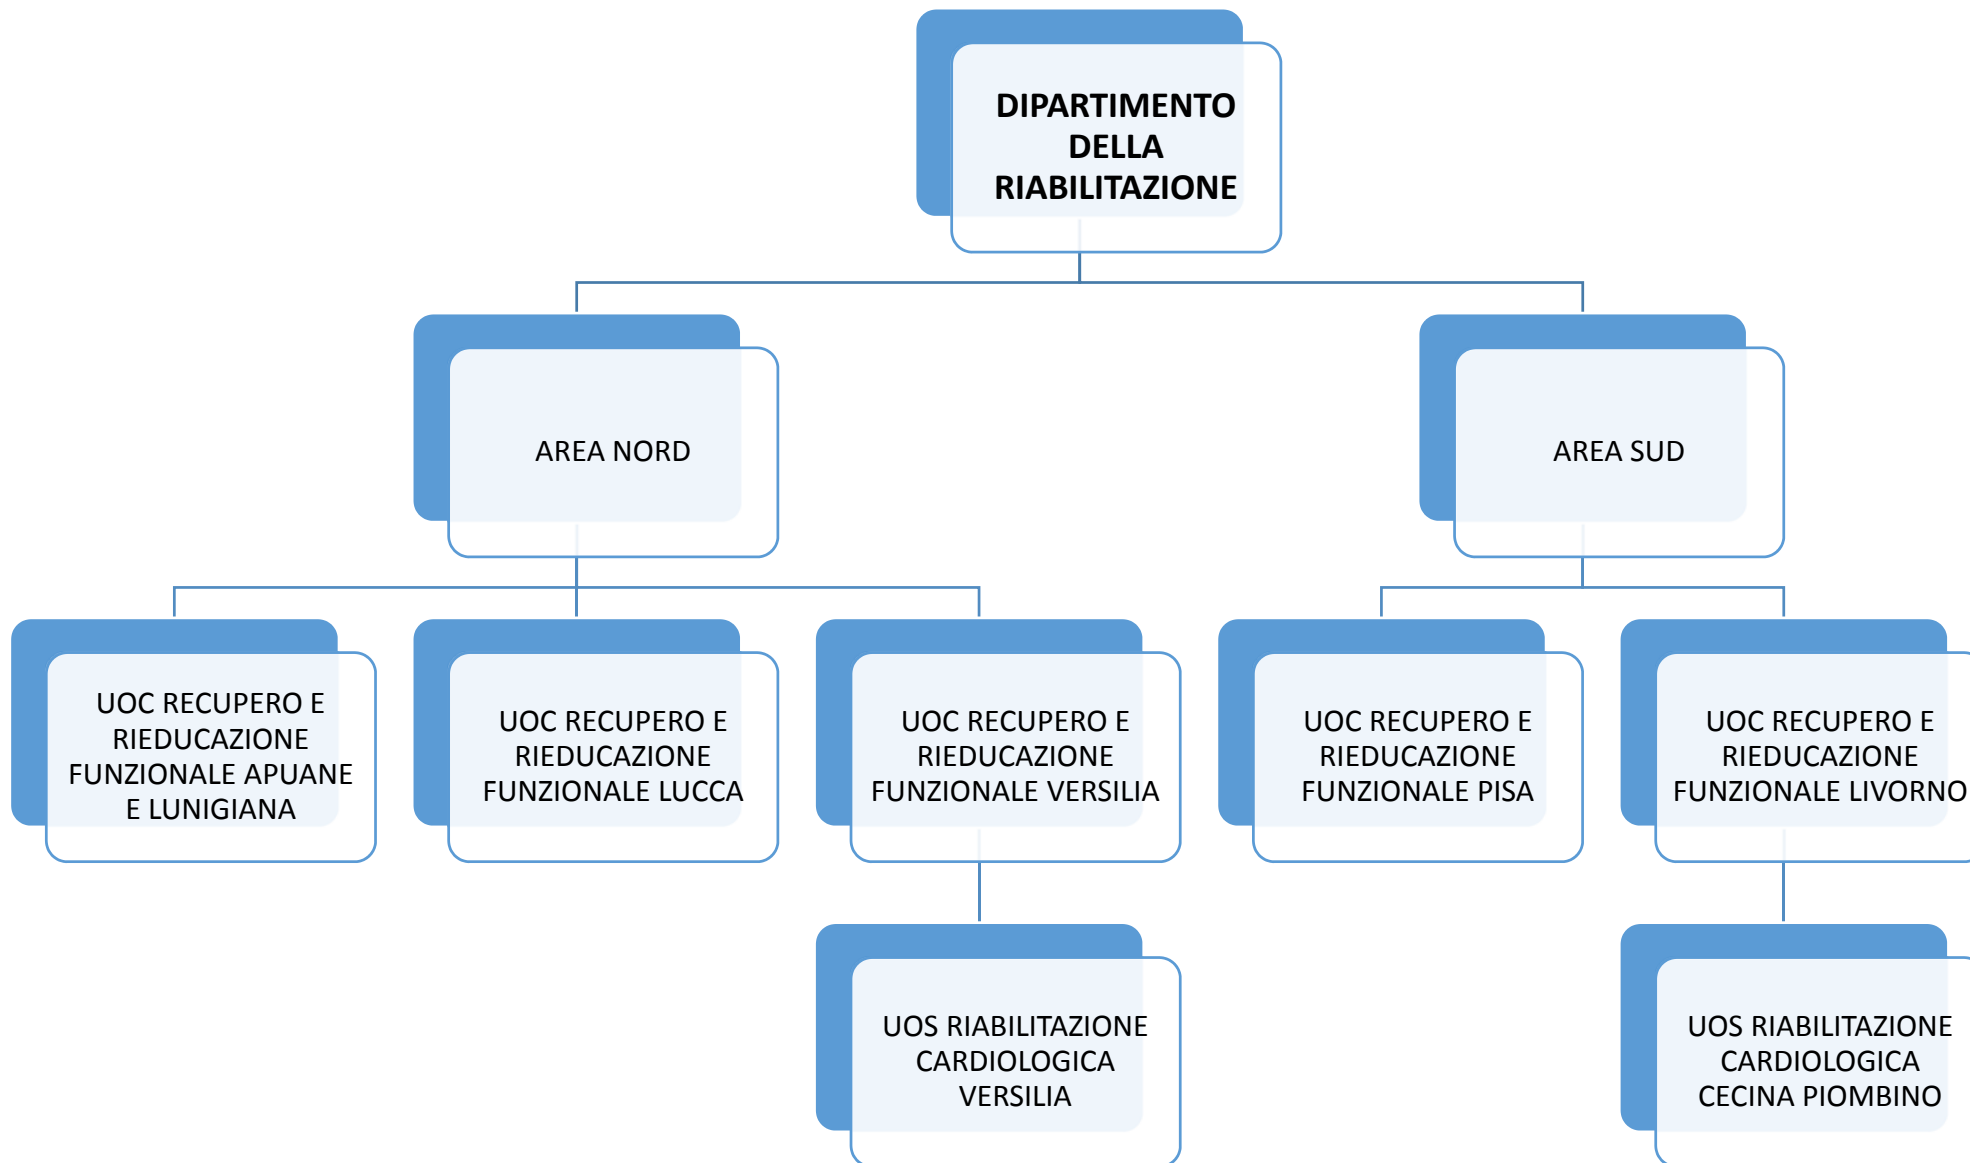 DIPARTIMENTO
DELLA
RIABILITAZIONE
AREA NORD
AREA SUD
UOC RECUPERO E
RIEDUCAZIONE
FUNZIONALE APUANE
E LUNIGIANA
UOC RECUPERO E
RIEDUCAZIONE
FUNZIONALE LUCCA
UOC RECUPERO E
RIEDUCAZIONE
FUNZIONALE VERSILIA
UOC RECUPERO E
RIEDUCAZIONE
FUNZIONALE PISA
UOC RECUPERO E
RIEDUCAZIONE
FUNZIONALE LIVORNO
UOS RIABILITAZIONE
CARDIOLOGICA
VERSILIA
UOS RIABILITAZIONE
CARDIOLOGICA
CECINA PIOMBINO